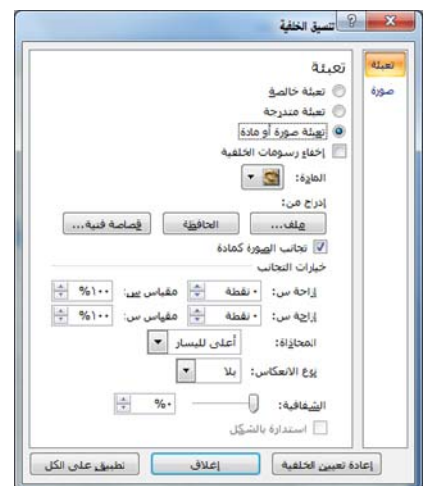 تنسيق الخلفية
تعبئة
صورة
تعبئة
تعبئة خالصة
تعبئة متدرجة
تعبئة صورة أو مادة
إخفاء رسومات الخلفية
المادة:
إدراج من:
ملف... الحافظة قصاصة فنية...
تجانب الصورة كمادة
خيارات التجانب
إزاحة س: ٠ نقطة مقياس س: ١٠٠%
إزاحة س: ٠ نقطة مقياس س: ١٠٠%
المحاذاة: أعلى لليسار
نوع الانعكاس: بلا
الشفافية: ٠%
استدارة بالشكل
إعادة تعيين الخلفية إغلاق تطبيق على الكل